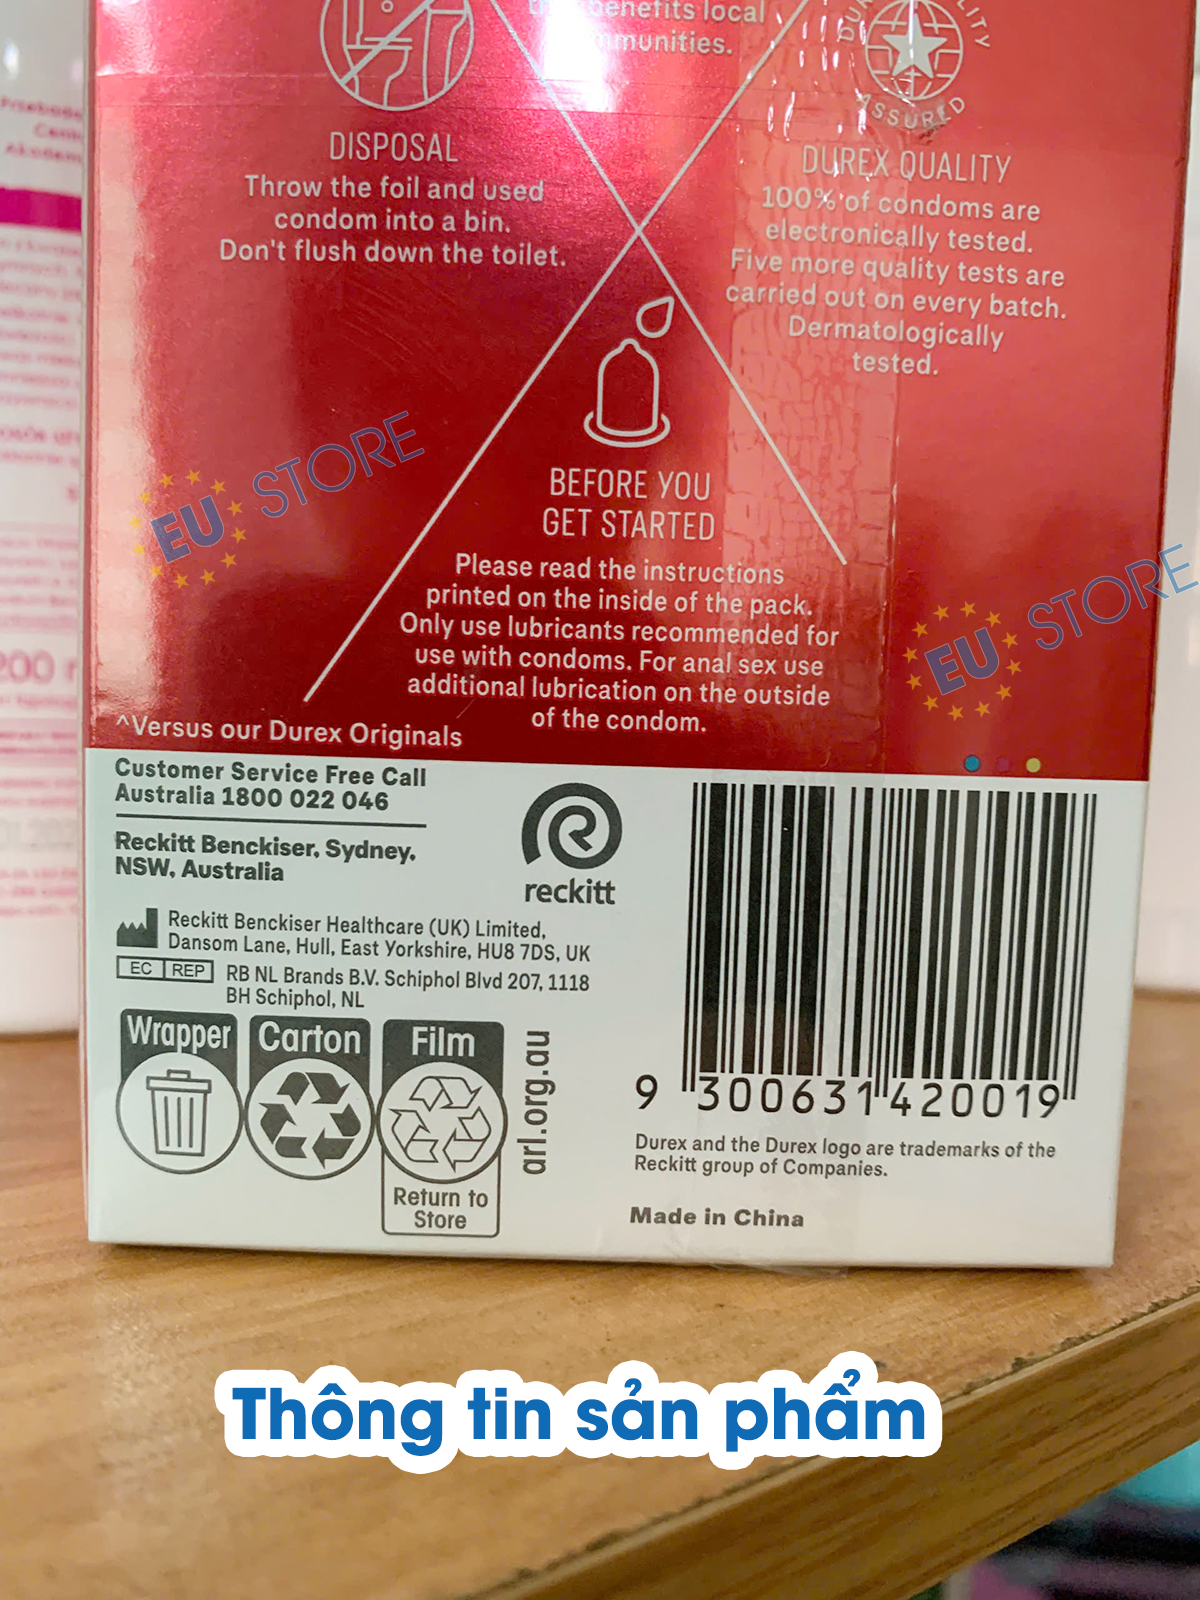 benefits local
communities.
QUALITY
ASSURED
DISPOSAL
Throw the foil and used
condom into a bin.
Don't flush down the toilet.
DUREX QUALITY
100% of condoms are
electronically tested.
Five more quality tests are
carried out on every batch.
Dermatologically
tested.
BEFORE YOU
GET STARTED
Please read the instructions
printed on the inside of the pack.
Only use lubricants recommended for
use with condoms. For anal sex use
additional lubrication on the outside
of the condom.
^Versus our Durex Originals
EU STORE
EU STORE
Customer Service Free Call
Australia 1800 022 046
Reckitt Benckiser, Sydney,
NSW, Australia
reckitt
Reckitt Benckiser Healthcare (UK) Limited,
Dansom Lane, Hull, East Yorkshire, HU8 7DS, UK
EC REP
RB NL Brands B.V. Schiphol Blvd 207, 1118
BH Schiphol, NL
Wrapper
Carton
Film
Return to
Store
arl.org.au
9 300631 420019
Durex and the Durex logo are trademarks of the
Reckitt group of Companies.
Made in China
Thông tin sản phẩm